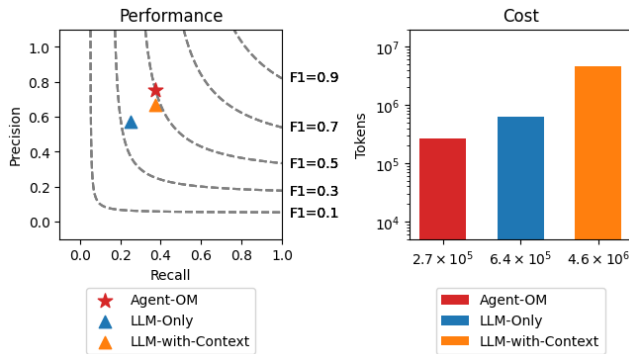 Performance
Precision
1.0
0.8
0.6
0.4
0.2
0.0
F1=0.9
F1=0.7
F1=0.5
F1=0.3
F1=0.1
0.0 0.2 0.4 0.6 0.8 1.0
Recall
Agent-OM
LLM-Only
LLM-with-Context
Cost
Tokens
10⁷
10⁶
10⁵
10⁴
2.7 × 10⁵ 6.4 × 10⁵ 4.6 × 10⁶
Agent-OM
LLM-Only
LLM-with-Context